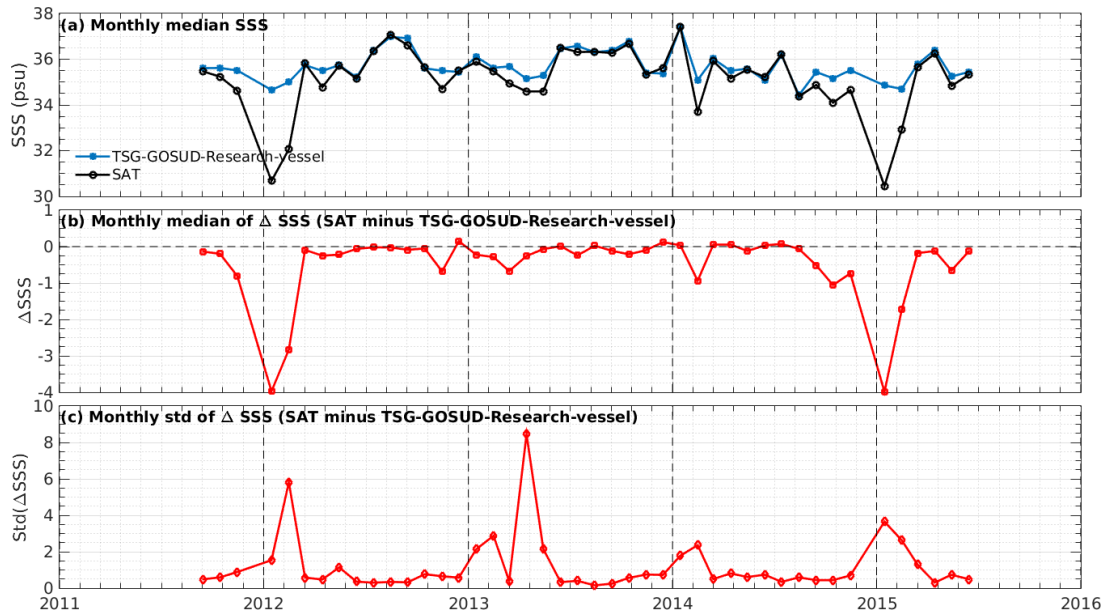 (a) Monthly median SSS
38
36
34
32
30
SSS (psu)
TSG-GOSUD-Research-vessel
SAT
(b) Monthly median of Δ SSS (SAT minus TSG-GOSUD-Research-vessel)
1
0
-1
-2
-3
-4
ΔSSS
(c) Monthly std of Δ SSS (SAT minus TSG-GOSUD-Research-vessel)
10
8
6
4
2
0
Std(ΔSSS)
2011 2012 2013 2014 2015 2016